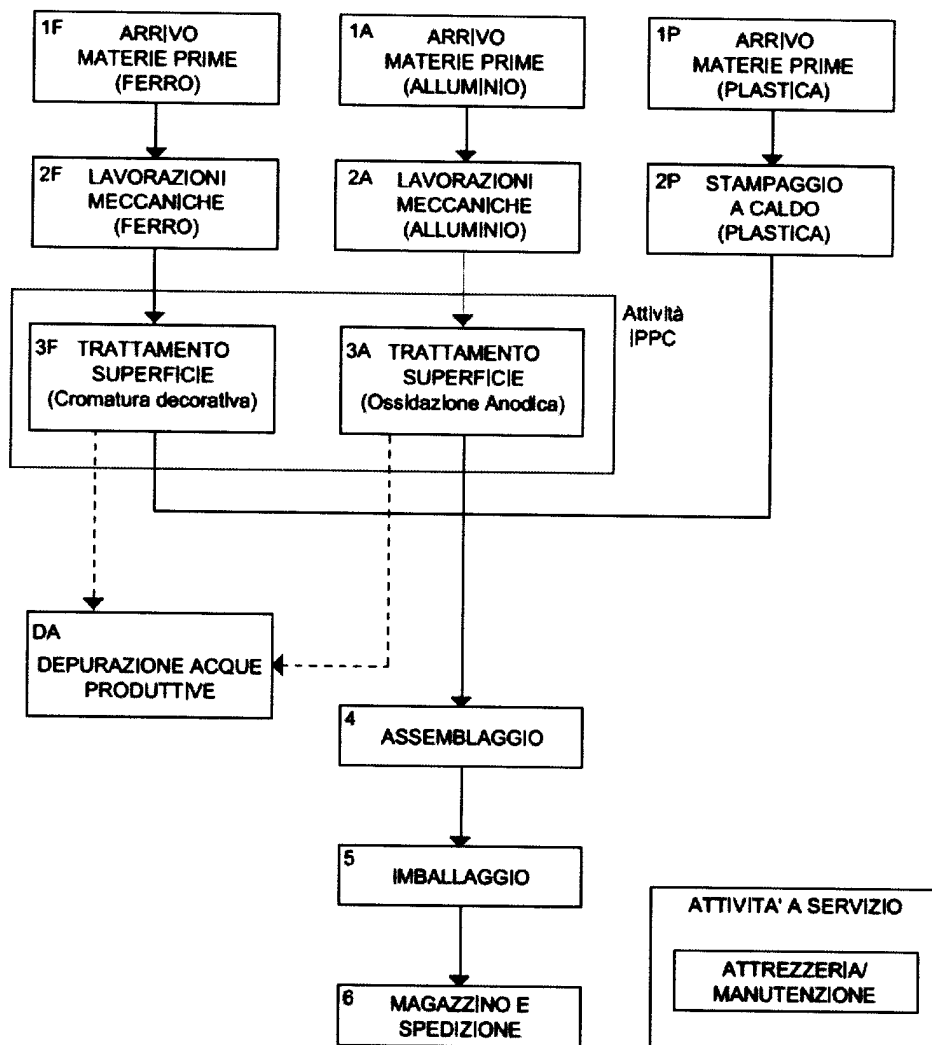 1F ARRIVO
MATERIE PRIME
(FERRO)
1A ARRIVO
MATERIE PRIME
(ALLUMINIO)
1P ARRIVO
MATERIE PRIME
(PLASTICA)
2F LAVORAZIONI
MECCANICHE
(FERRO)
2A LAVORAZIONI
MECCANICHE
(ALLUMINIO)
2P STAMPAGGIO
A CALDO
(PLASTICA)
Attività
IPPC
3F TRATTAMENTO
SUPERFICIE
(Cromatura decorativa)
3A TRATTAMENTO
SUPERFICIE
(Ossidazione Anodica)
DA
DEPURAZIONE ACQUE
PRODUTTIVE
4
ASSEMBLAGGIO
5
IMBALLAGGIO
6 MAGAZZINO E
SPEDIZIONE
ATTIVITA' A SERVIZIO
ATTREZZERIA/
MANUTENZIONE